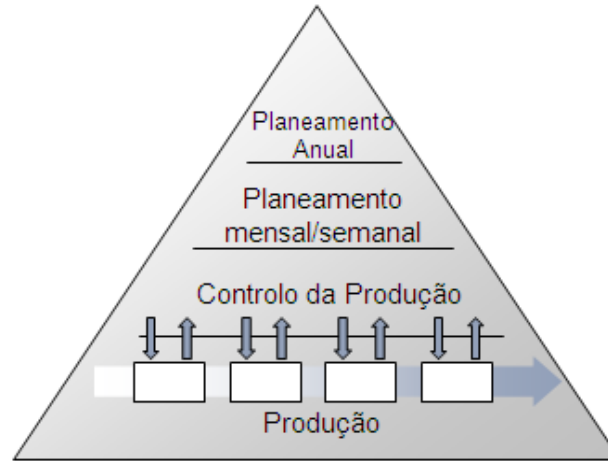 Planeamento
Anual
Planeamento
mensal/semanal
Controlo da Produção
Produção